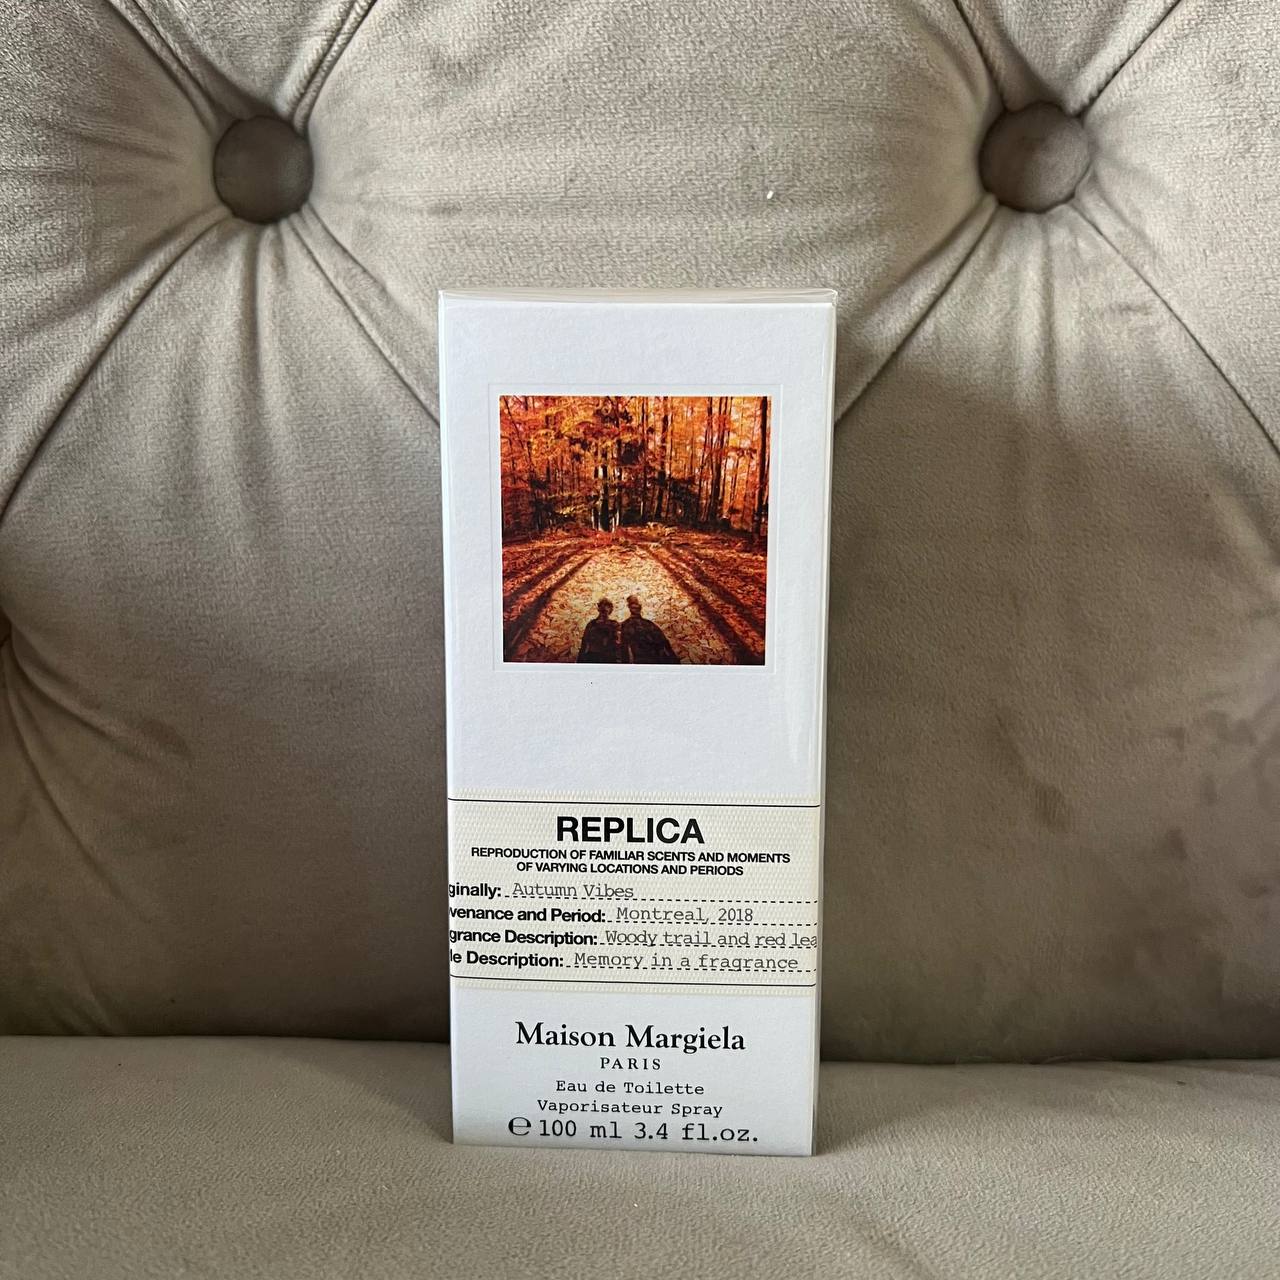 REPLICA
REPRODUCTION OF FAMILIAR SCENTS AND MOMENTS
OF VARYING LOCATIONS AND PERIODS
ginally: Autumn Vibes
venance and Period: Montreal, 2018
grance Description: Woody trail and red lea
le Description: Memory in a fragrance
Maison Margiela
PARIS
Eau de Toilette
Vaporisateur Spray
℮ 100 ml 3.4 fl.oz.